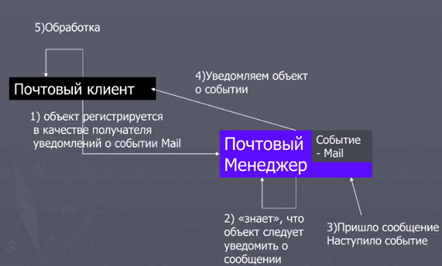 5)Обработка
Почтовый клиент
4)Уведомляем объект
о событии
1) объект регистрируется
в качестве получателя
уведомлений о событии Mail
Почтовый
Менеджер
Событие
- Mail
2) «знает», что
объект следует
уведомить о
сообщении
3)Пришло сообщение
Наступило событие